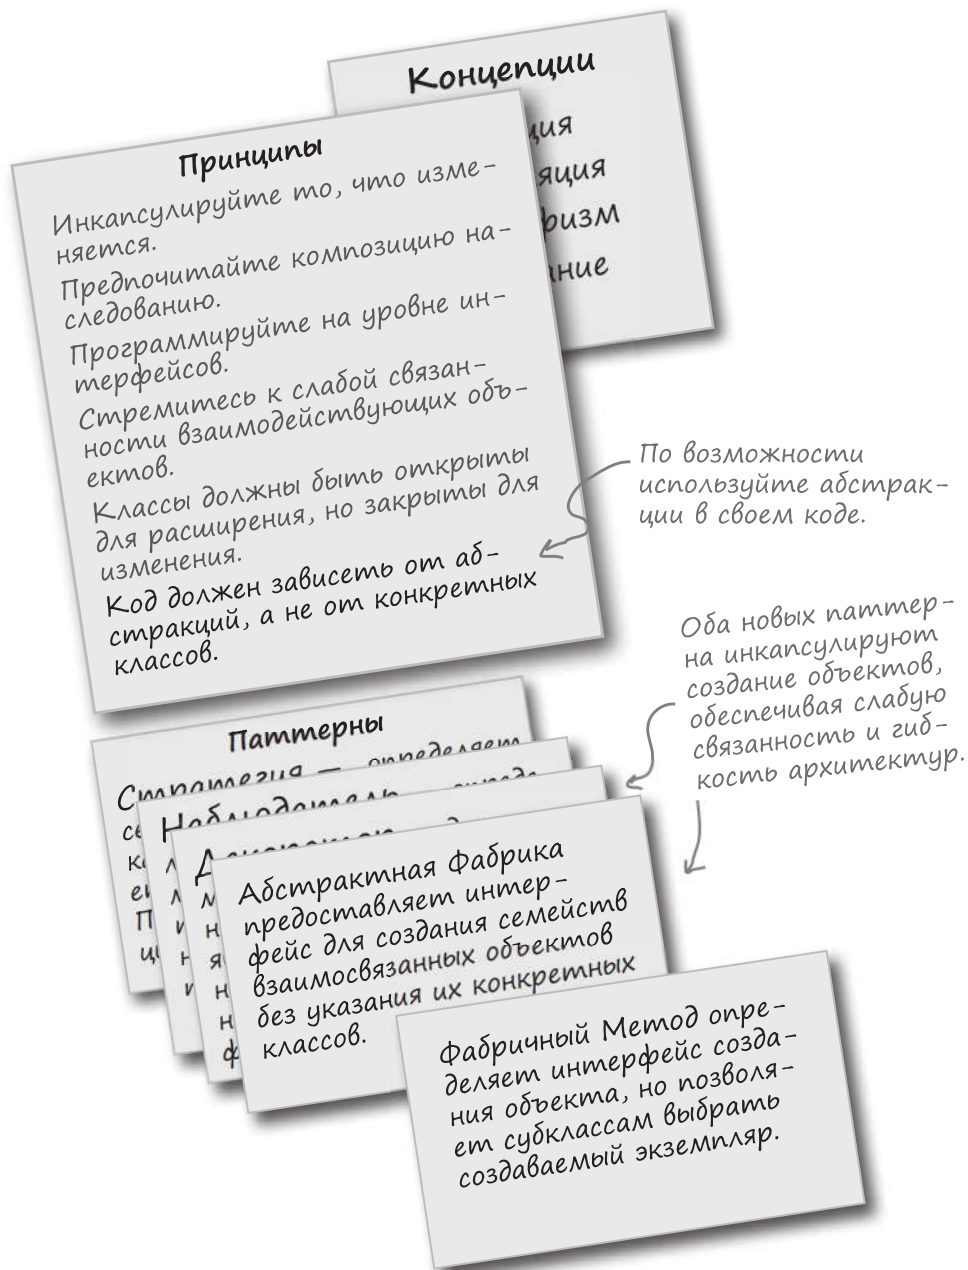 Концепции
Принципы
Инкапсулируйте то, что изме-
няется.
Предпочитайте композицию на-
следованию.
Программируйте на уровне ин-
терфейсов.
Стремитесь к слабой связан-
ности взаимодействующих объ-
ектов.
Классы должны быть открыты
для расширения, но закрыты для
изменения.
Код должен зависеть от аб-
стракций, а не от конкретных
классов.
По возможности
используйте абстрак-
ции в своем коде.
Оба новых паттер-
на инкапсулируют
создание объектов,
обеспечивая слабую
связанность и гиб-
кость архитектур.
Паттерны
Стратегия — определяет
Наблюдатель
Абстрактная Фабрика
предоставляет интер-
фейс для создания семейств
взаимосвязанных объектов
без указания их конкретных
классов.
Фабричный Метод опре-
деляет интерфейс созда-
ния объекта, но позволя-
ет субклассам выбрать
создаваемый экземпляр.